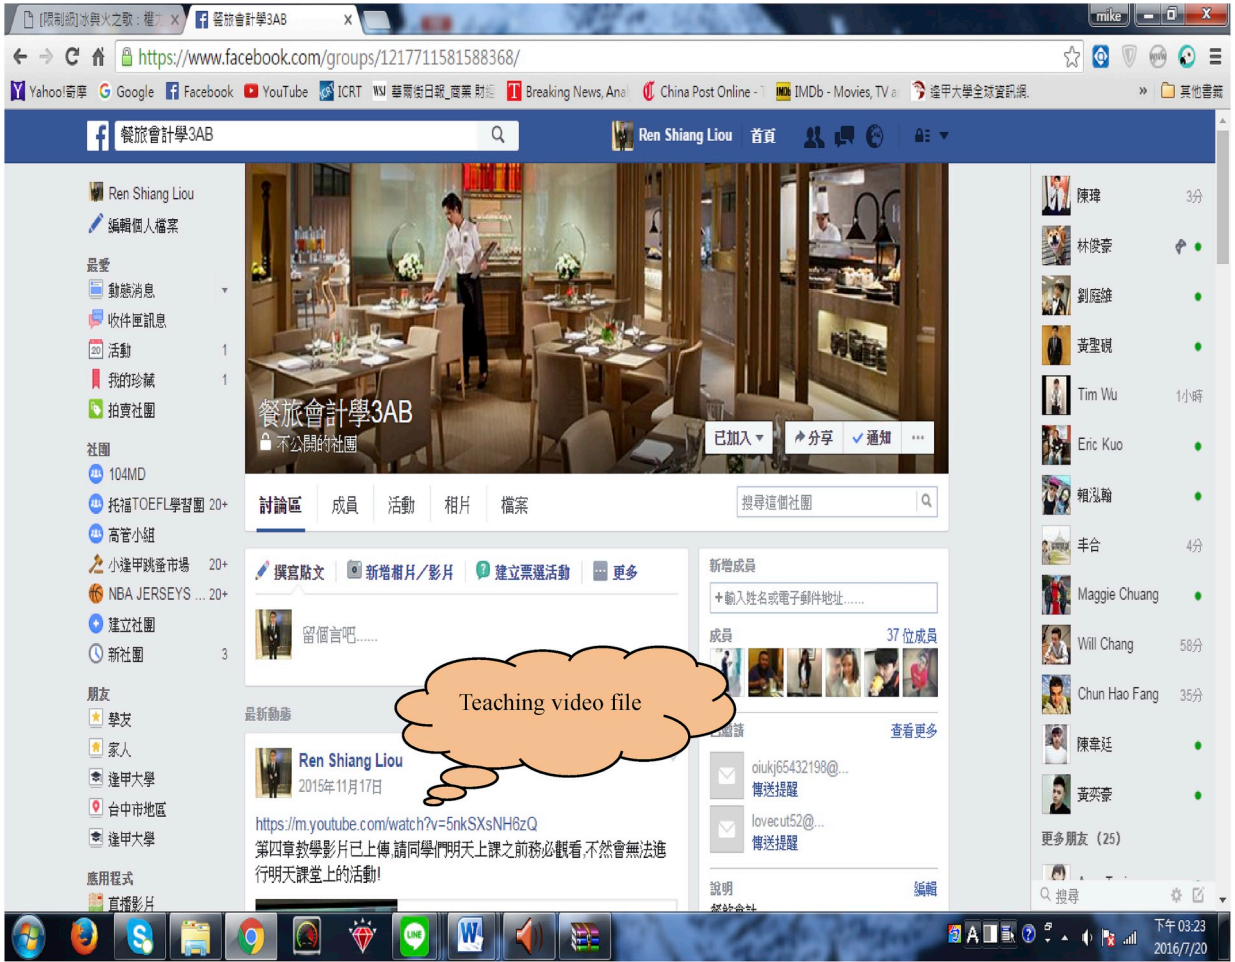 [限制級]冰與火之歌：權力
餐旅會計學3AB
mike
https://www.facebook.com/groups/1217711581588368/
Yahoo!奇摩
Google
Facebook
YouTube
ICRT
華爾街日報_商業.財經
Breaking News, Anal
China Post Online - T
IMDb - Movies, TV a
逢甲大學全球資訊網.
»
其他書籤
餐旅會計學3AB
Ren Shiang Liou
首頁
Ren Shiang Liou
編輯個人檔案
最愛
動態消息
收件匣訊息
活動 1
我的珍藏 1
拍賣社團
社團
104MD
托福TOEFL學習團 20+
高管小組
小逢甲跳蚤市場 20+
NBA JERSEYS ... 20+
建立社團
新社團 3
朋友
摯友
家人
逢甲大學
台中市地區
逢甲大學
應用程式
直播影片
餐旅會計學3AB
不公開的社團
已加入
分享
通知
討論區
成員
活動
相片
檔案
搜尋這個社團
撰寫貼文
新增相片／影片
建立票選活動
更多
留個言吧......
Teaching video file
最新動態
Ren Shiang Liou
2015年11月17日
https://m.youtube.com/watch?v=5nkSXsNH6zQ
第四章教學影片已上傳,請同學們明天上課之前務必觀看,不然會無法進
行明天課堂上的活動!
新增成員
+輸入姓名或電子郵件地址......
成員 37 位成員
已邀請 查看更多
oiukj65432198@...
傳送提醒
lovecut52@...
傳送提醒
說明 編輯
餐飲會計
陳瑋 3分
林俊豪
劉庭維
黃聖硯
Tim Wu 1小時
Eric Kuo
賴泓翰
丰合 4分
Maggie Chuang
Will Chang 58分
Chun Hao Fang 35分
陳韋廷
黃奕豪
更多朋友 (25)
搜尋
下午 03:23
2016/7/20